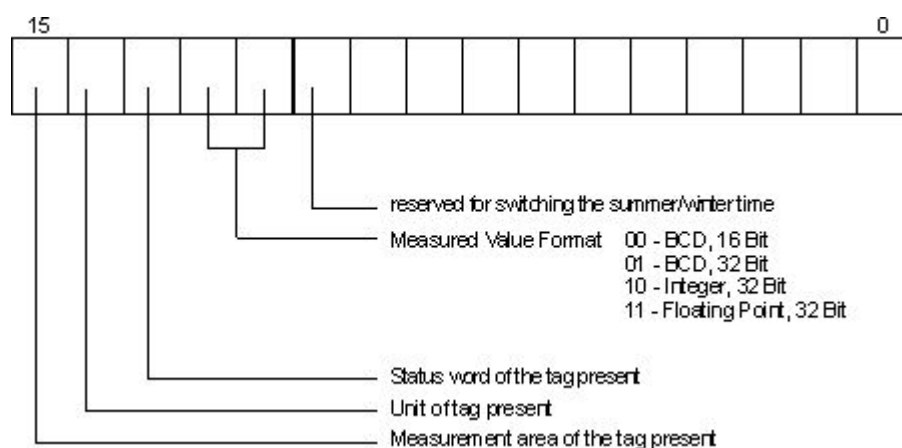 15 0
reserved for switching the summer/winter time
Measured Value Format 00 - BCD, 16 Bit
01 - BCD, 32 Bit
10 - Integer, 32 Bit
11 - Floating Point, 32 Bit
Status word of the tag present
Unit of tag present
Measurement area of the tag present